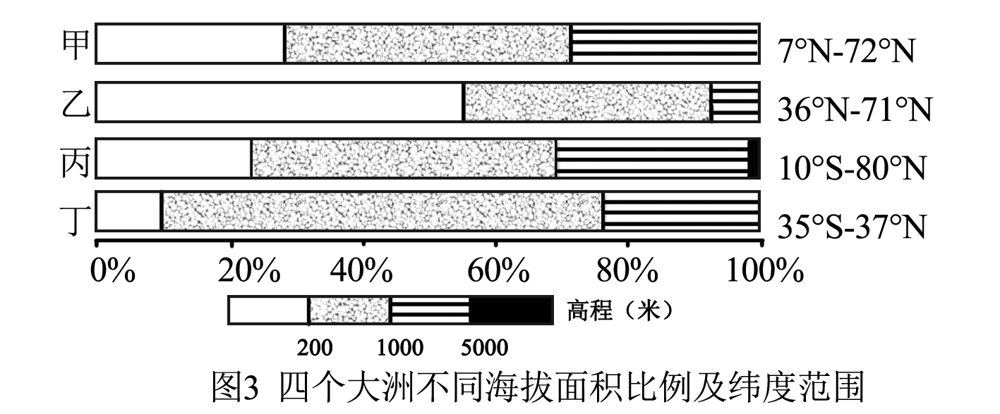 甲 7°N-72°N
乙 36°N-71°N
丙 10°S-80°N
丁 35°S-37°N
0% 20% 40% 60% 80% 100%
高程（米）
200 1000 5000
图3 四个大洲不同海拔面积比例及纬度范围